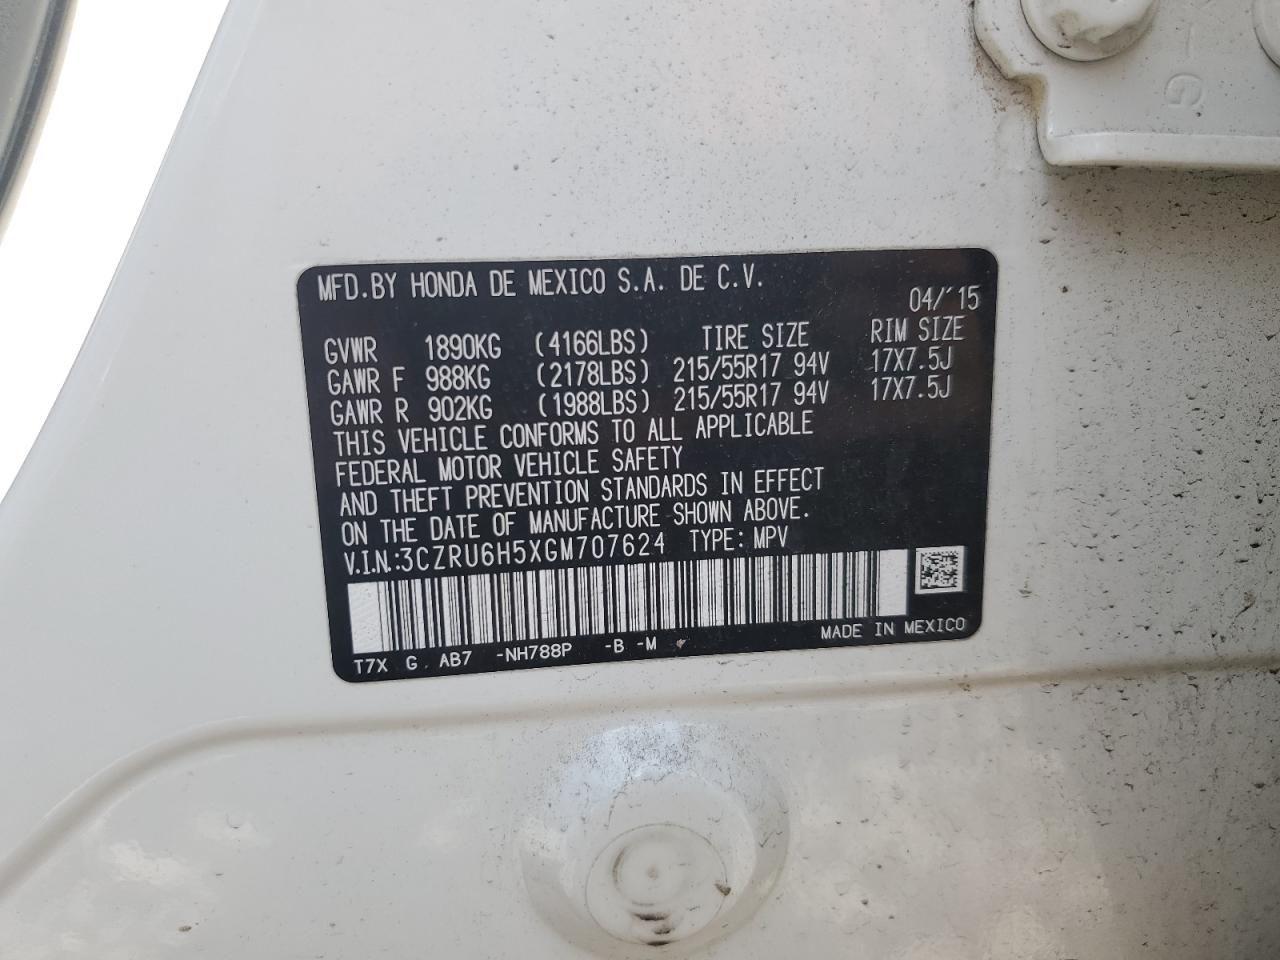 MFD.BY HONDA DE MEXICO S.A. DE C.V.
04/'15
GVWR 1890KG (4166LBS) TIRE SIZE RIM SIZE
GAWR F 988KG (2178LBS) 215/55R17 94V 17X7.5J
GAWR R 902KG (1988LBS) 215/55R17 94V 17X7.5J
THIS VEHICLE CONFORMS TO ALL APPLICABLE
FEDERAL MOTOR VEHICLE SAFETY
AND THEFT PREVENTION STANDARDS IN EFFECT
ON THE DATE OF MANUFACTURE SHOWN ABOVE.
V.I.N.:3CZRU6H5XGM707624 TYPE: MPV
T7X G AB7 -NH788P -B -M MADE IN MEXICO
G